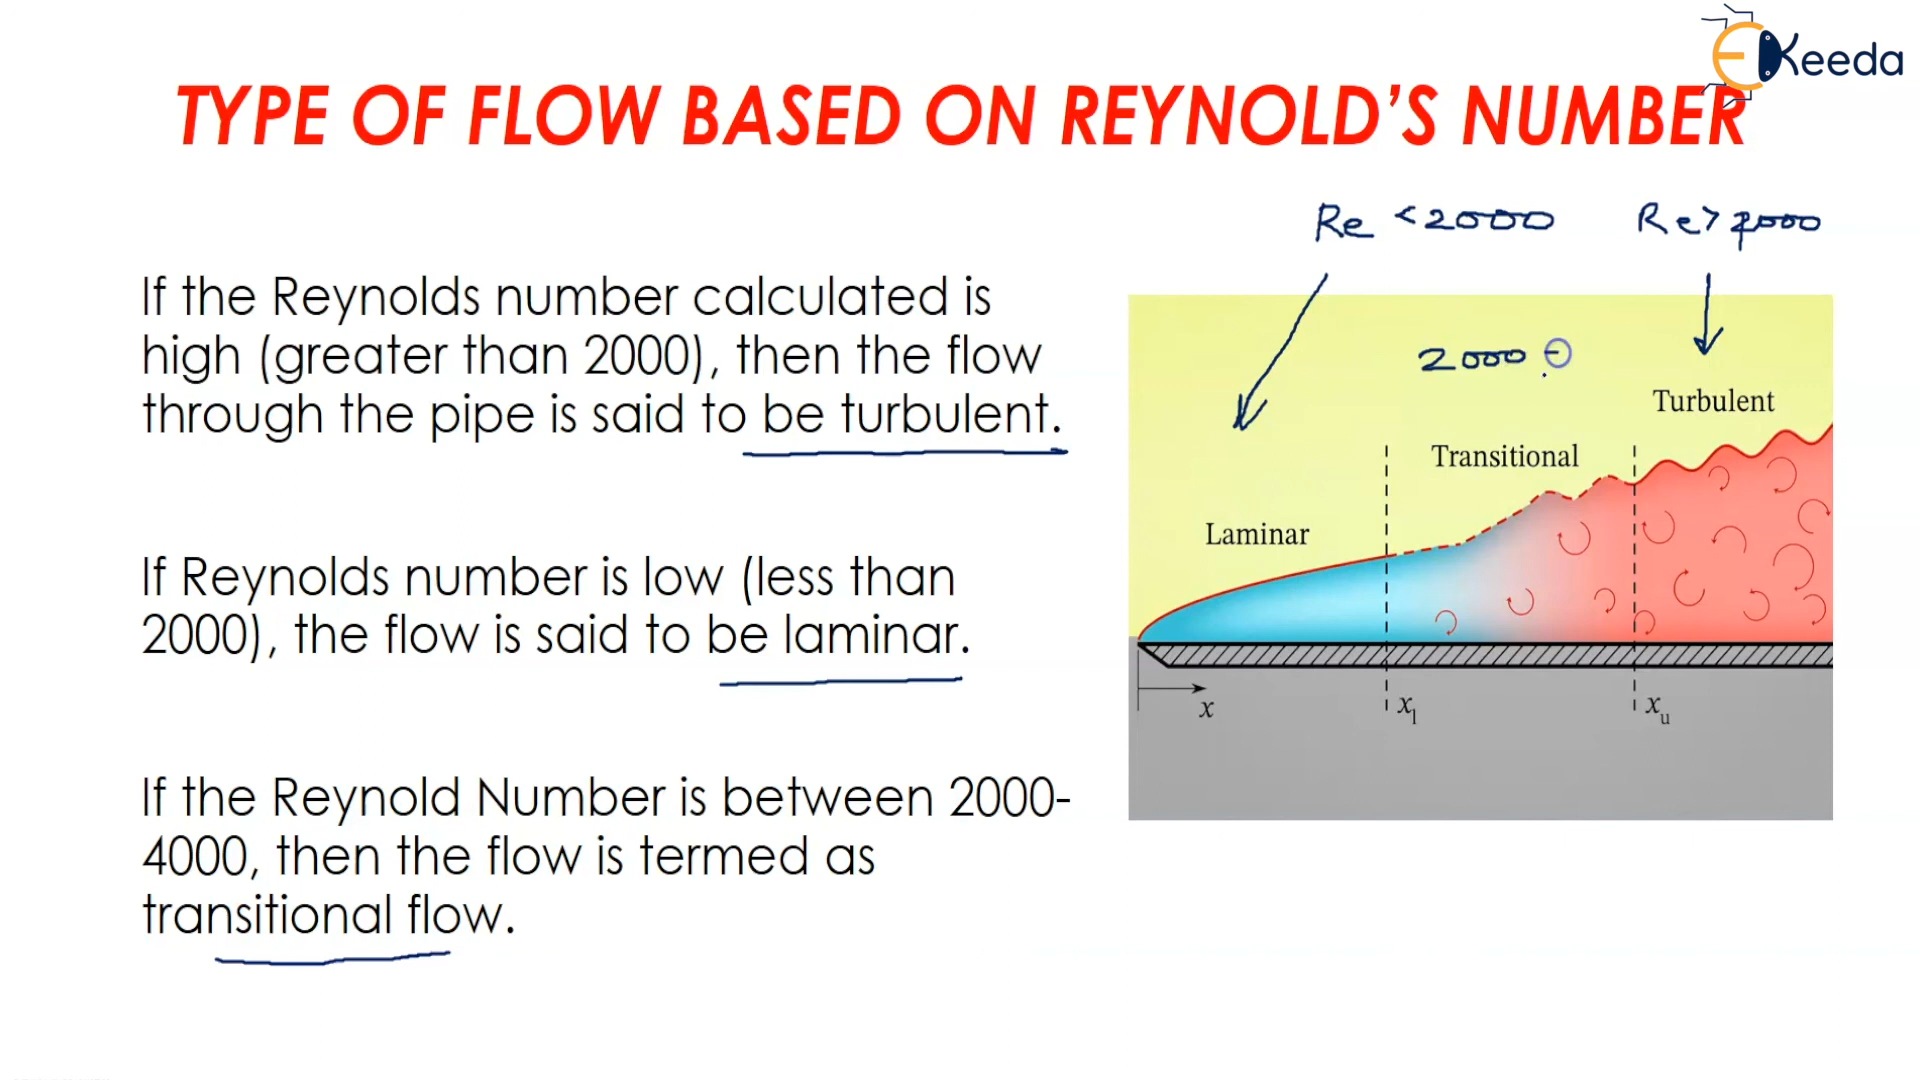 EKeeda
TYPE OF FLOW BASED ON REYNOLD’S NUMBER
Re <2000
Re>
If the Reynolds number calculated is
high (greater than 2000), then the flow
through the pipe is said to be turbulent.
2000 -
Turbulent
Transitional
Laminar
If Reynolds number is low (less than
2000), the flow is said to be laminar.
x
xl
xu
If the Reynold Number is between 2000-
4000, then the flow is termed as
transitional flow.